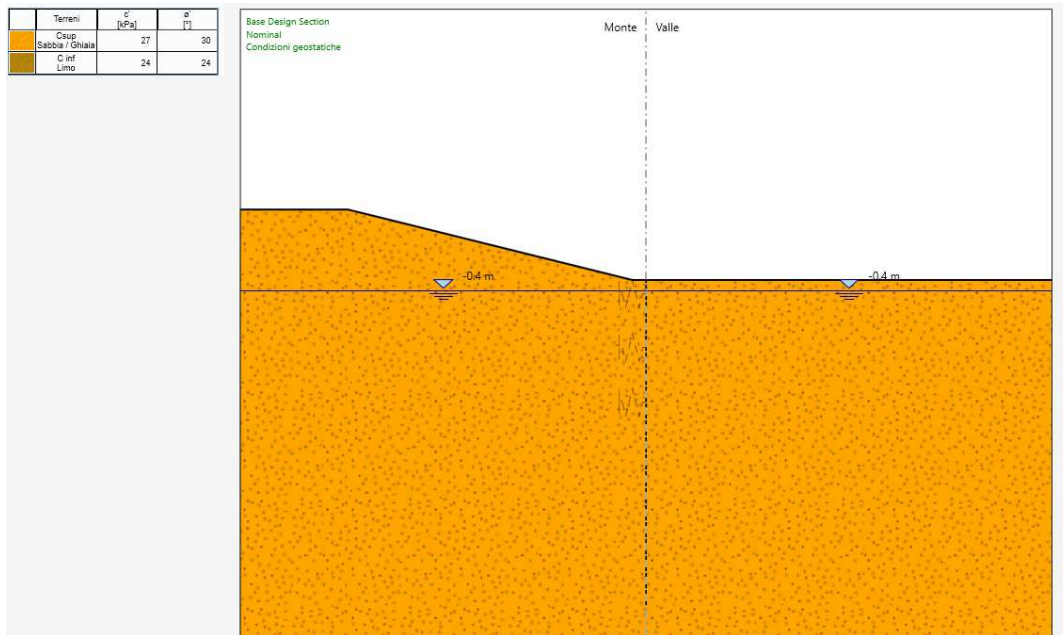 Terreni c' [kPa] ø' [°]
Csup Sabbia / Ghiaia 27 30
C inf Limo 24 24
Base Design Section
Nominal
Condizioni geostatiche
Monte Valle
-0.4 m
-0.4 m